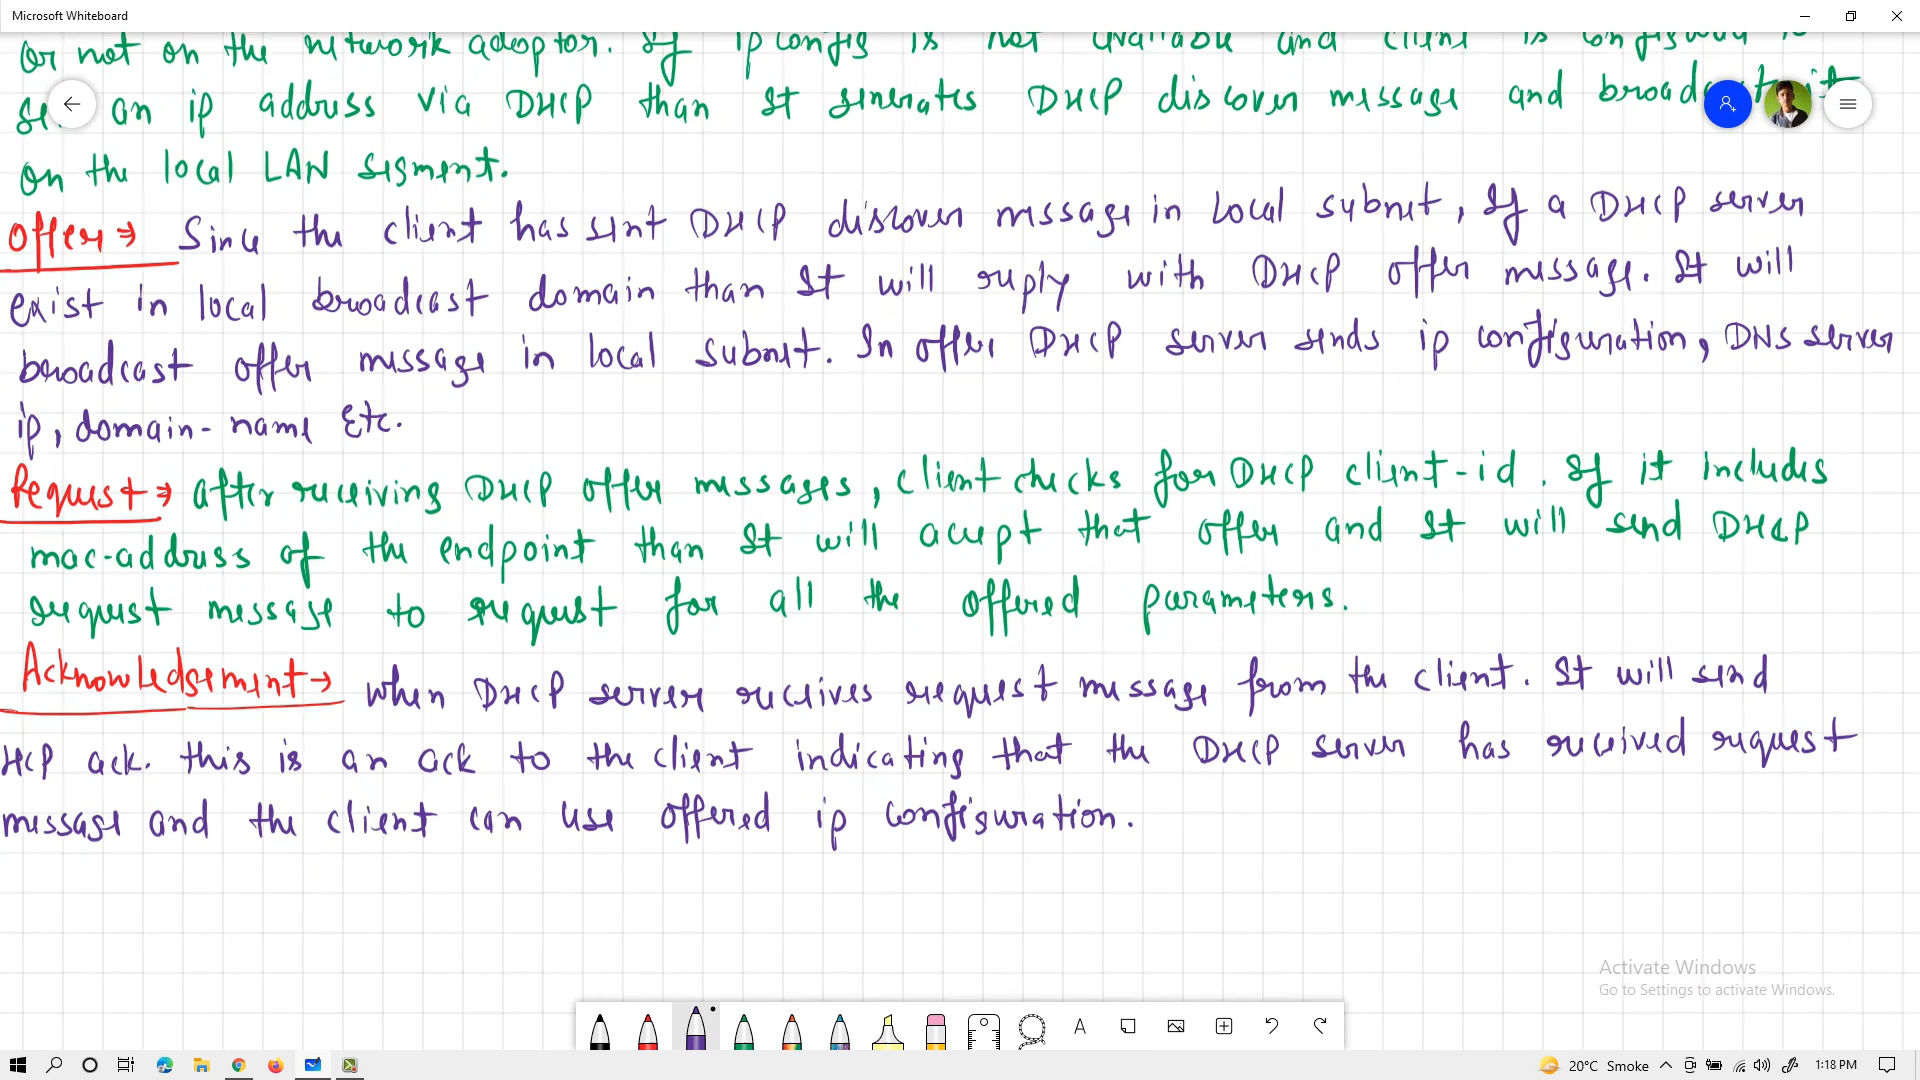 Microsoft Whiteboard
or not on the network adoptor. If ipconfig is not available and client is configured to
get an ip address via DHCP than It generates DHCP discover message and broadcast it
on the local LAN segment.
Offer → Since the client has sent DHCP discover message in local subnet, If a DHCP server
exist in local broadcast domain than It will reply with DHCP offer message. It will
broadcast offer message in local subnet. In offer DHCP server sends ip configuration, DNS server
ip, domain-name Etc.
Request → after receiving DHCP offer messages, client checks for DHCP client-id. If it includes
mac-address of the endpoint than It will accept that offer and It will send DHCP
request message to request for all the offered parameters.
Acknowledgement → when DHCP server receives request message from the client. It will send
HCP ack. this is an ack to the client indicating that the DHCP server has received request
message and the client can use offered ip configuration.
Activate Windows
Go to Settings to activate Windows.
A
20°C Smoke 1:18 PM